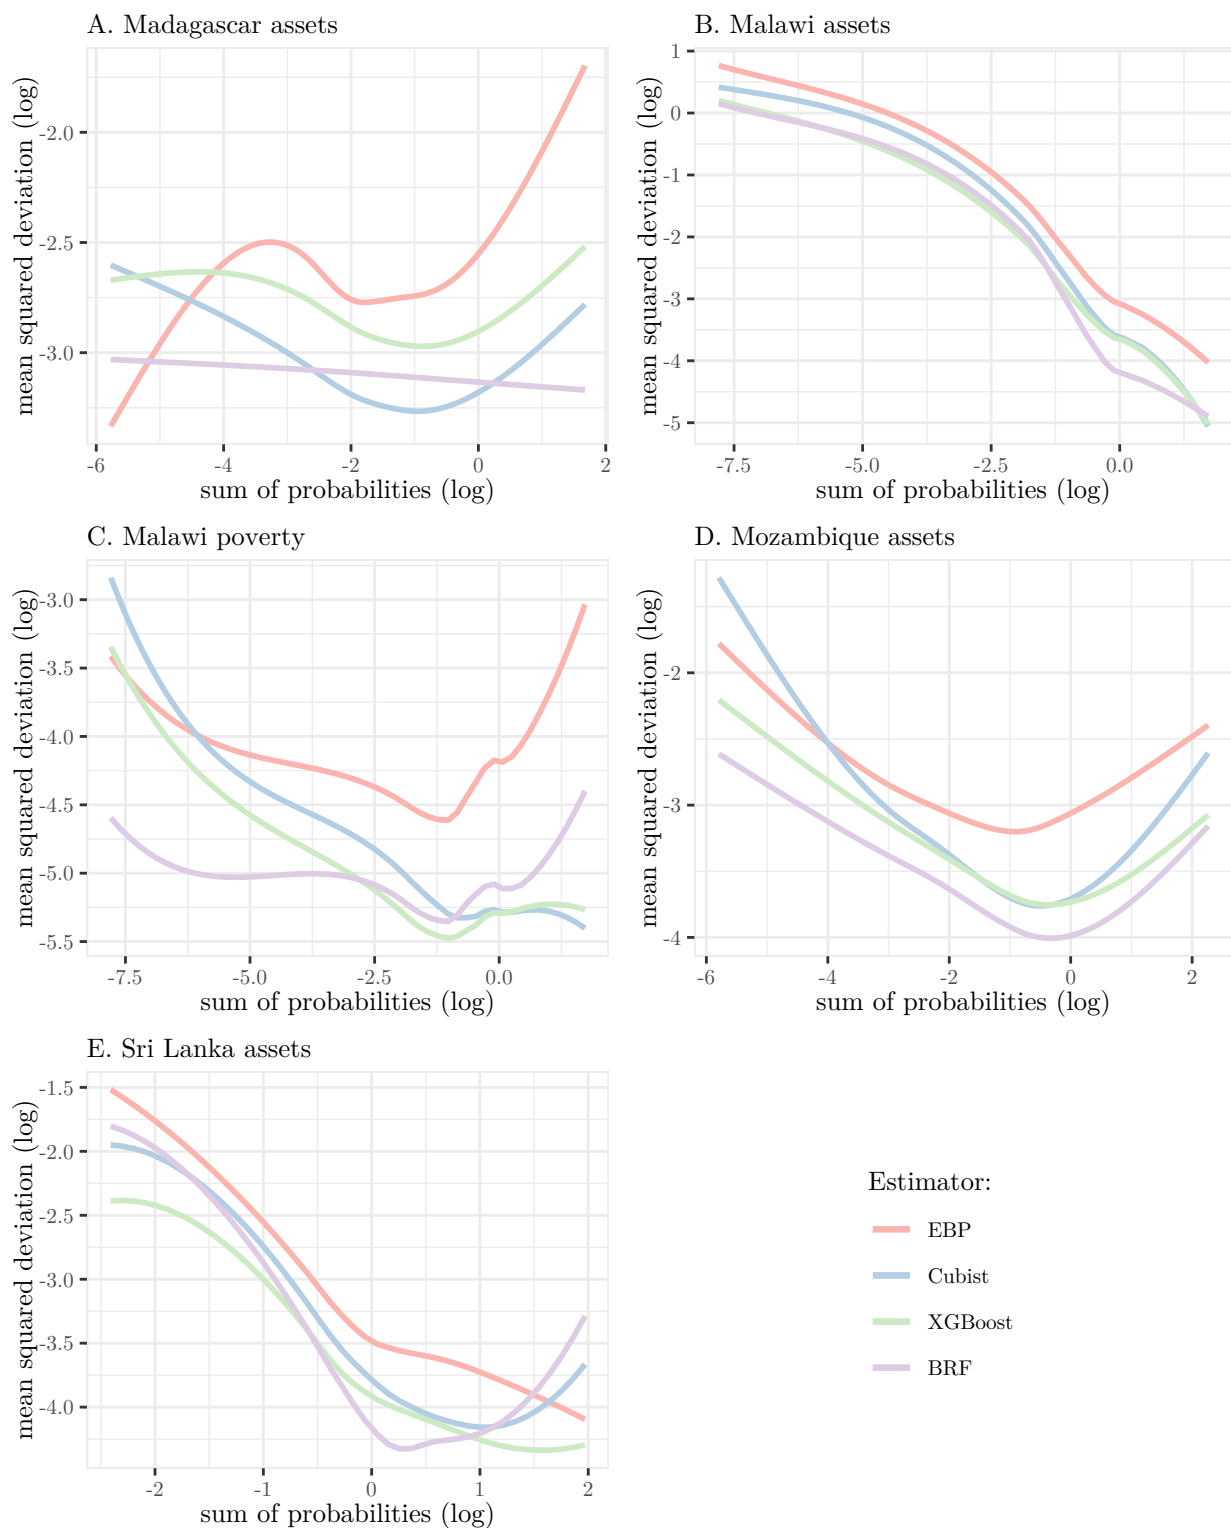 A. Madagascar assets
mean squared deviation (log)
-2.0
-2.5
-3.0
-6
-4
-2
0
2
sum of probabilities (log)
B. Malawi assets
mean squared deviation (log)
1
0
-1
-2
-3
-4
-5
-7.5
-5.0
-2.5
0.0
sum of probabilities (log)
C. Malawi poverty
mean squared deviation (log)
-3.0
-3.5
-4.0
-4.5
-5.0
-5.5
-7.5
-5.0
-2.5
0.0
sum of probabilities (log)
D. Mozambique assets
mean squared deviation (log)
-2
-3
-4
-6
-4
-2
0
2
sum of probabilities (log)
E. Sri Lanka assets
mean squared deviation (log)
-1.5
-2.0
-2.5
-3.0
-3.5
-4.0
-2
-1
0
1
2
sum of probabilities (log)
Estimator:
EBP
Cubist
XGBoost
BRF